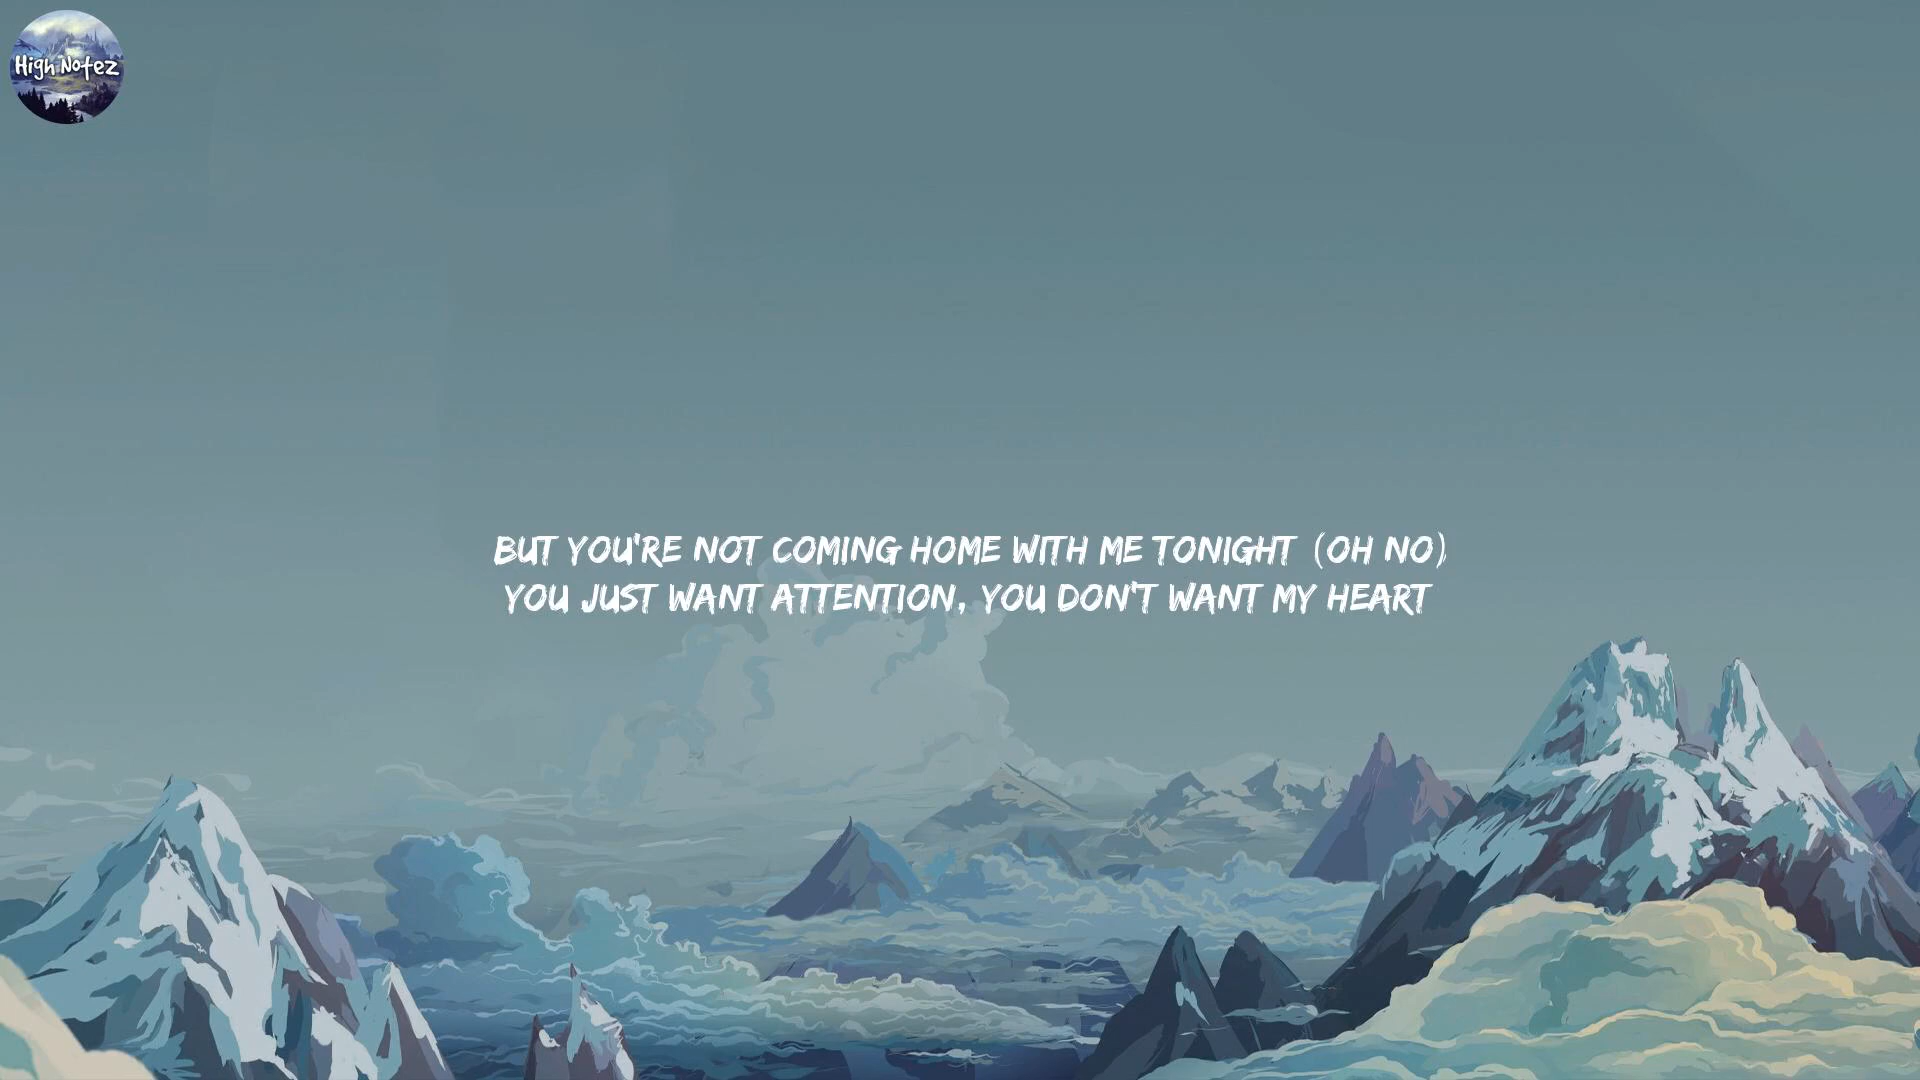 High Notez
BUT YOU'RE NOT COMING HOME WITH ME TONIGHT (OH NO)
YOU JUST WANT ATTENTION, YOU DON'T WANT MY HEART